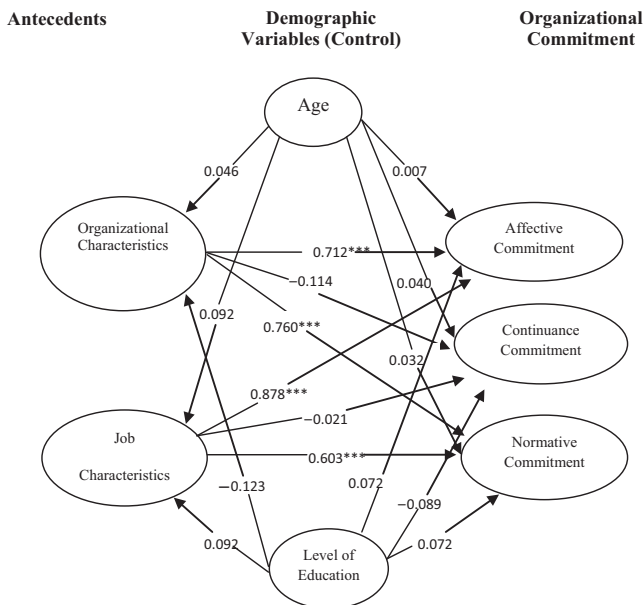 Antecedents
Demographic
Variables (Control)
Organizational
Commitment
Age
0.046
0.007
Organizational
Characteristics
Affective
Commitment
0.712***
−0.114
0.040
0.092
0.760***
Continuance
Commitment
0.032
0.878***
−0.021
Job
Characteristics
Normative
Commitment
0.603***
−0.123
0.072
−0.089
0.092
0.072
Level of
Education